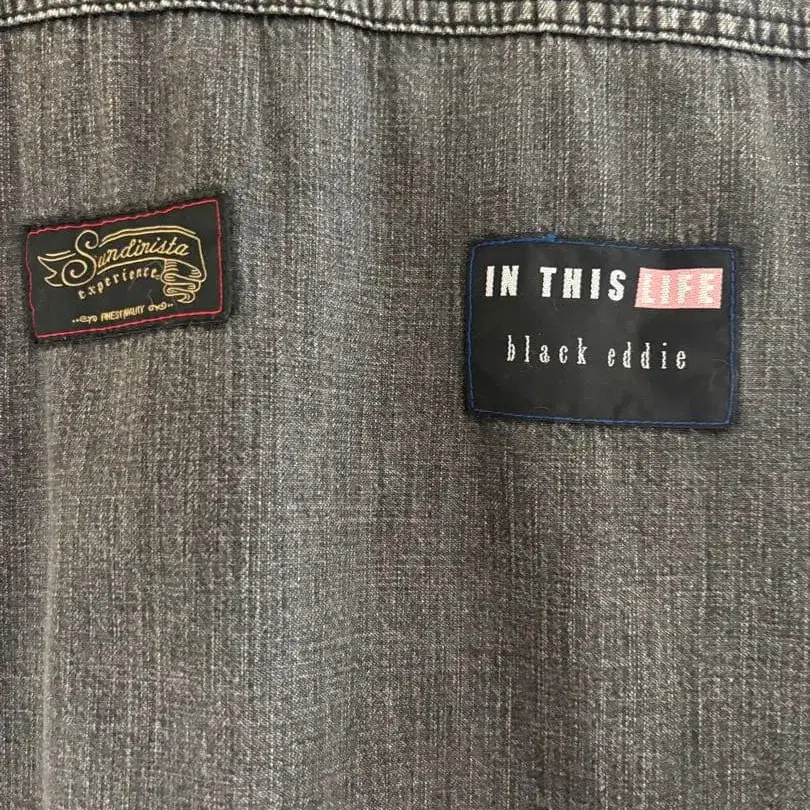 Sundinista
experience
FINEST QUALITY
IN THIS LIFE
black eddie